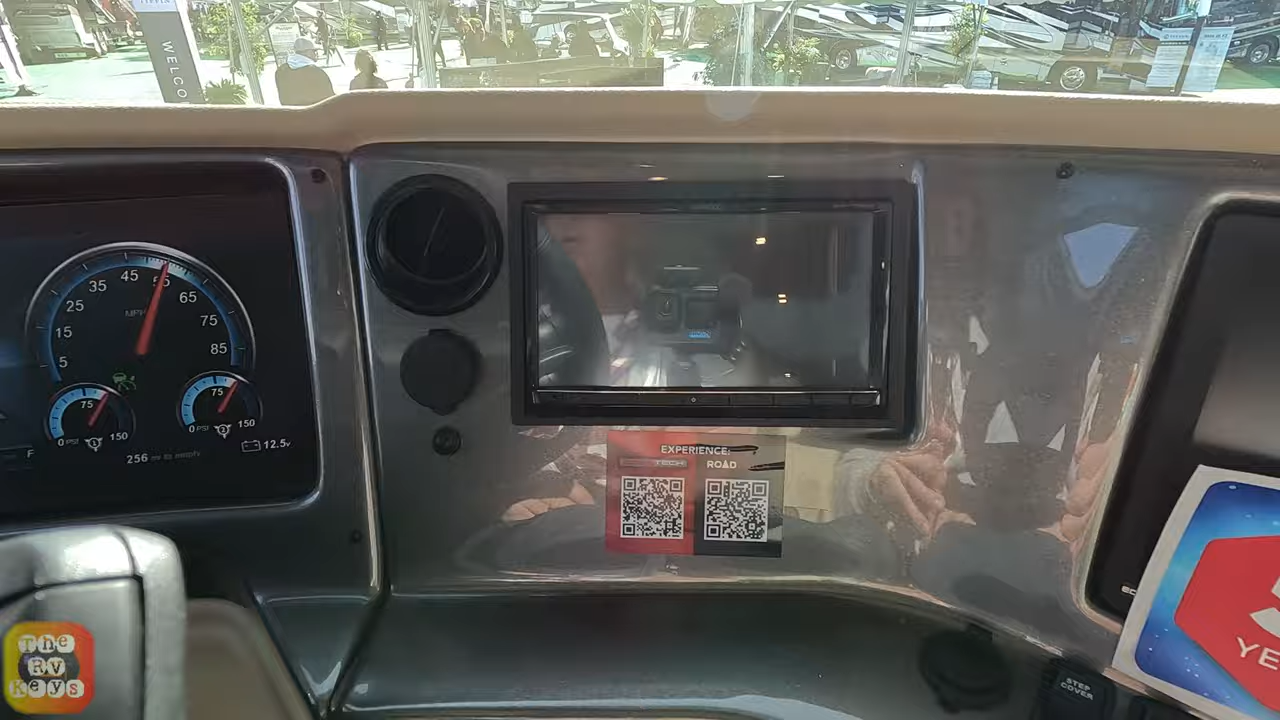 WELCO
45
55
35
65
25
MPH
75
15
85
5
75
75
0 PSI 150
0 PSI 150
F
256 mi to empty
12.5v
EXPERIENCE:
TECH
ROAD
The
RV
Keys
STEP
COVER
YE